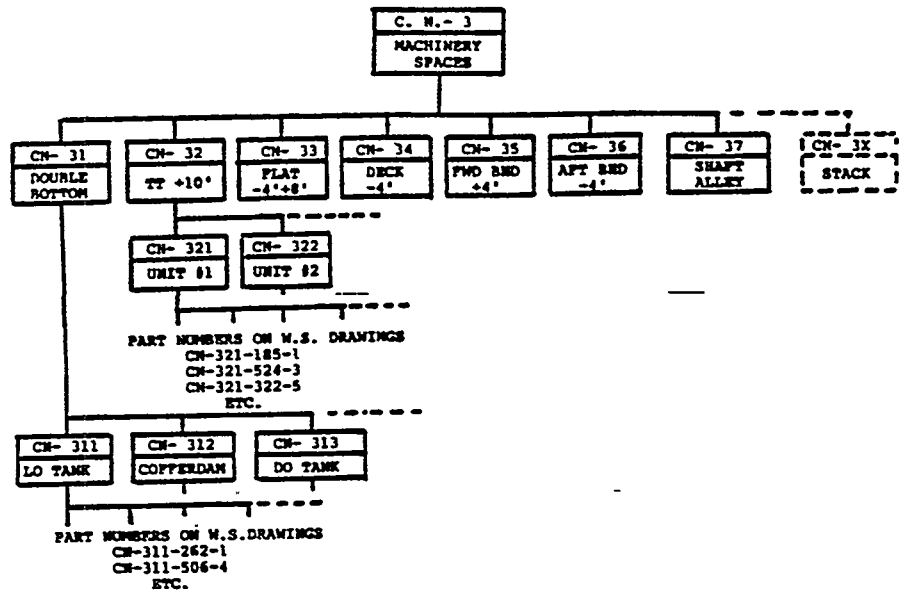 C. N.- 3
MACHINERY
SPACES
CN- 31
DOUBLE
BOTTOM
CN- 32
TT +10'
CN- 33
FLAT
-4'+8'
CN- 34
DECK
-4'
CN- 35
FWD BHD
+4'
CN- 36
AFT BHD
-4'
CN- 37
SHAFT
ALLEY
CN- 3X
STACK
CN- 321
UNIT #1
CN- 322
UNIT #2
PART NUMBERS ON W.S. DRAWINGS
CN-321-185-1
CN-321-524-3
CN-321-322-5
ETC.
CN- 311
LO TANK
CN- 312
COFFERDAM
CN- 313
DO TANK
PART NUMBERS ON W.S.DRAWINGS
CN-311-262-1
CN-311-506-4
ETC.